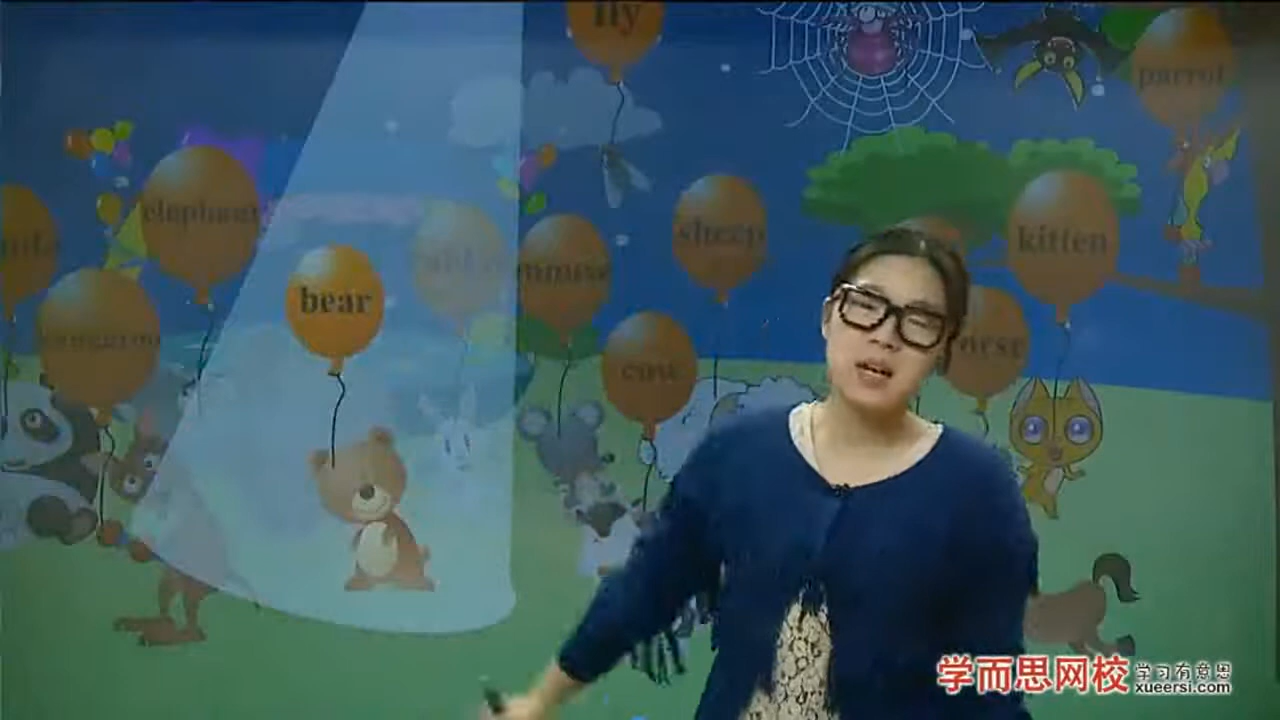 fly
parrot
elephant
sheep
kitten
mouse
bear
kangaroo
cow
学而思网校
学习有意思
xueersi.com